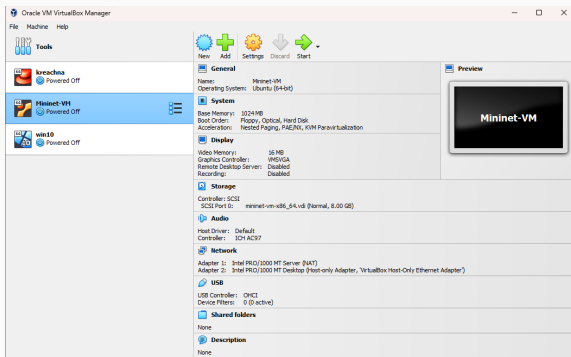 Oracle VM VirtualBox Manager
File Machine Help
Tools
New Add Settings Discard Start
kreachna
Powered Off
Mininet-VM
Powered Off
win10
Powered Off
General
Name: Mininet-VM
Operating System: Ubuntu (64-bit)
System
Base Memory: 1024 MB
Boot Order: Floppy, Optical, Hard Disk
Acceleration: Nested Paging, PAE/NX, KVM Paravirtualization
Display
Video Memory: 16 MB
Graphics Controller: VMSVGA
Remote Desktop Server: Disabled
Recording: Disabled
Storage
Controller: SCSI
SCSI Port 0: mininet-vm-x86_64.vdi (Normal, 8.00 GB)
Audio
Host Driver: Default
Controller: ICH AC97
Network
Adapter 1: Intel PRO/1000 MT Server (NAT)
Adapter 2: Intel PRO/1000 MT Desktop (Host-only Adapter, 'VirtualBox Host-Only Ethernet Adapter')
USB
USB Controller: OHCI
Device Filters: 0 (0 active)
Shared folders
None
Description
None
Preview
Mininet-VM